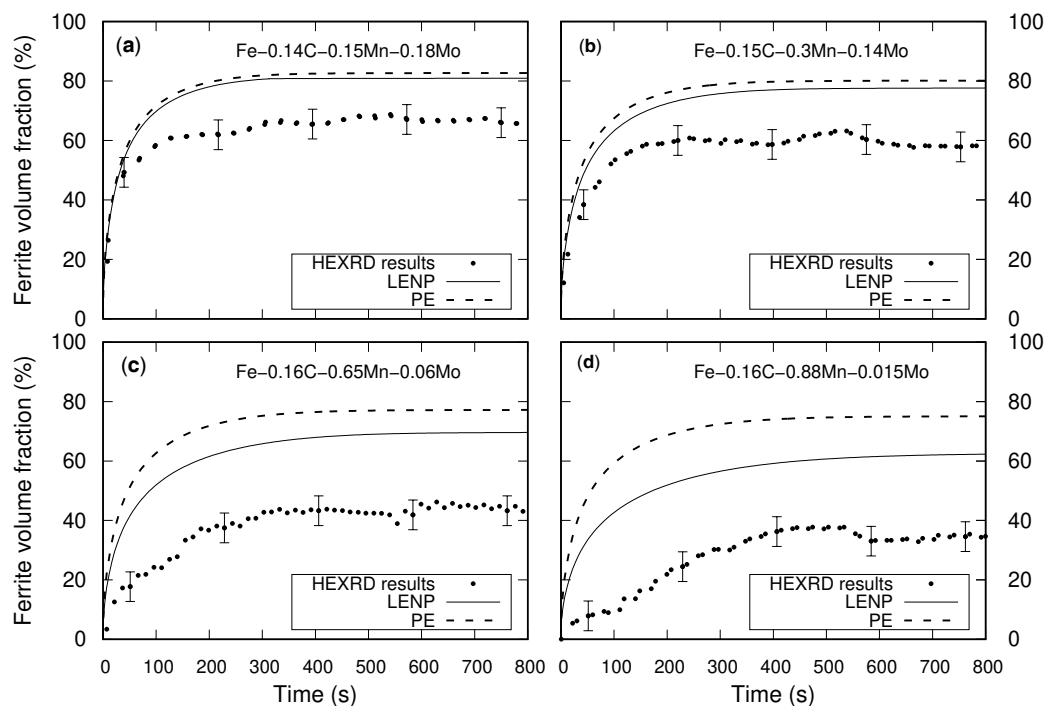 100
80
60
40
20
0
Ferrite volume fraction (%)
(a)
Fe−0.14C−0.15Mn−0.18Mo
HEXRD results
LENP
PE
(b)
Fe−0.15C−0.3Mn−0.14Mo
HEXRD results
LENP
PE
100
80
60
40
20
0
100
80
60
40
20
0
Ferrite volume fraction (%)
(c)
Fe−0.16C−0.65Mn−0.06Mo
HEXRD results
LENP
PE
0 100 200 300 400 500 600 700 800
Time (s)
(d)
Fe−0.16C−0.88Mn−0.015Mo
HEXRD results
LENP
PE
0 100 200 300 400 500 600 700 800
Time (s)
100
80
60
40
20
0